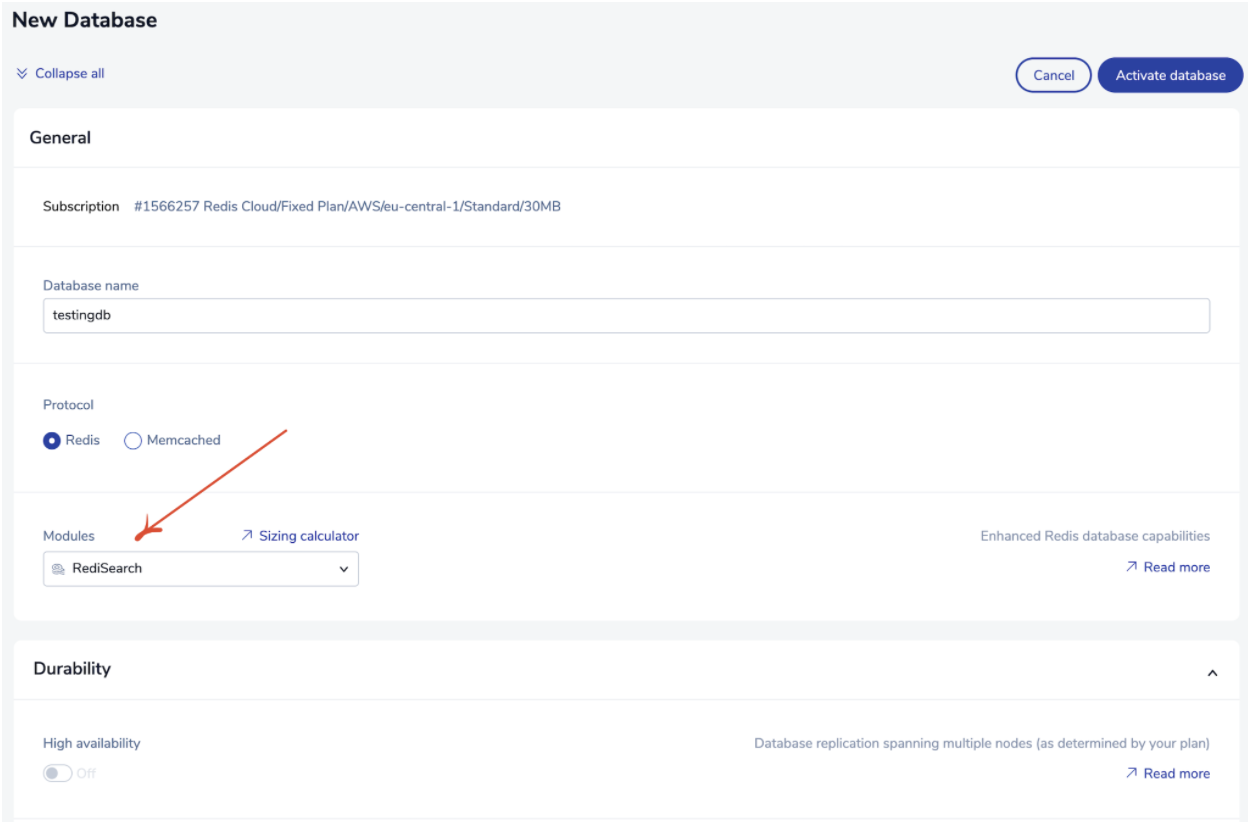 New Database
Collapse all
Cancel
Activate database
General
Subscription #1566257 Redis Cloud/Fixed Plan/AWS/eu-central-1/Standard/30MB
Database name
testingdb
Protocol
Redis
Memcached
Modules
Sizing calculator
Enhanced Redis database capabilities
RediSearch
Read more
Durability
High availability
Database replication spanning multiple nodes (as determined by your plan)
Off
Read more